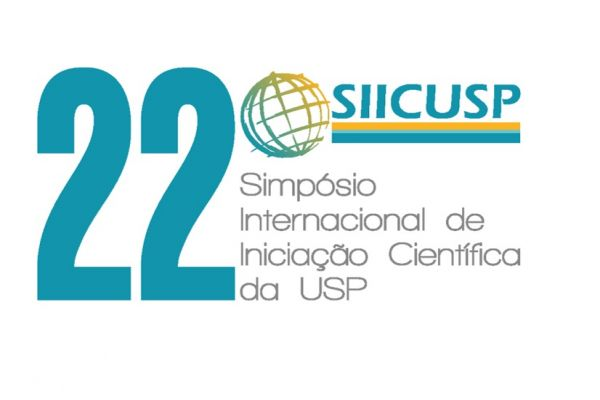 22
SIICUSP
Simpósio
Internacional de
Iniciação Científica
da USP